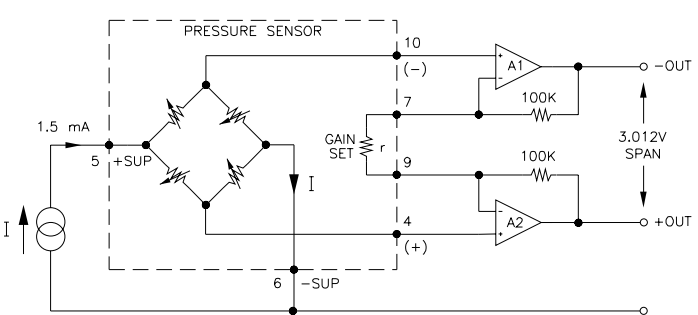 PRESSURE SENSOR
10
(−)
+
A1
−
−OUT
7
100K
1.5 mA
GAIN
SET
r
3.012V
SPAN
5
+SUP
9
100K
I
I
4
(+)
−
A2
+
+OUT
6
−SUP